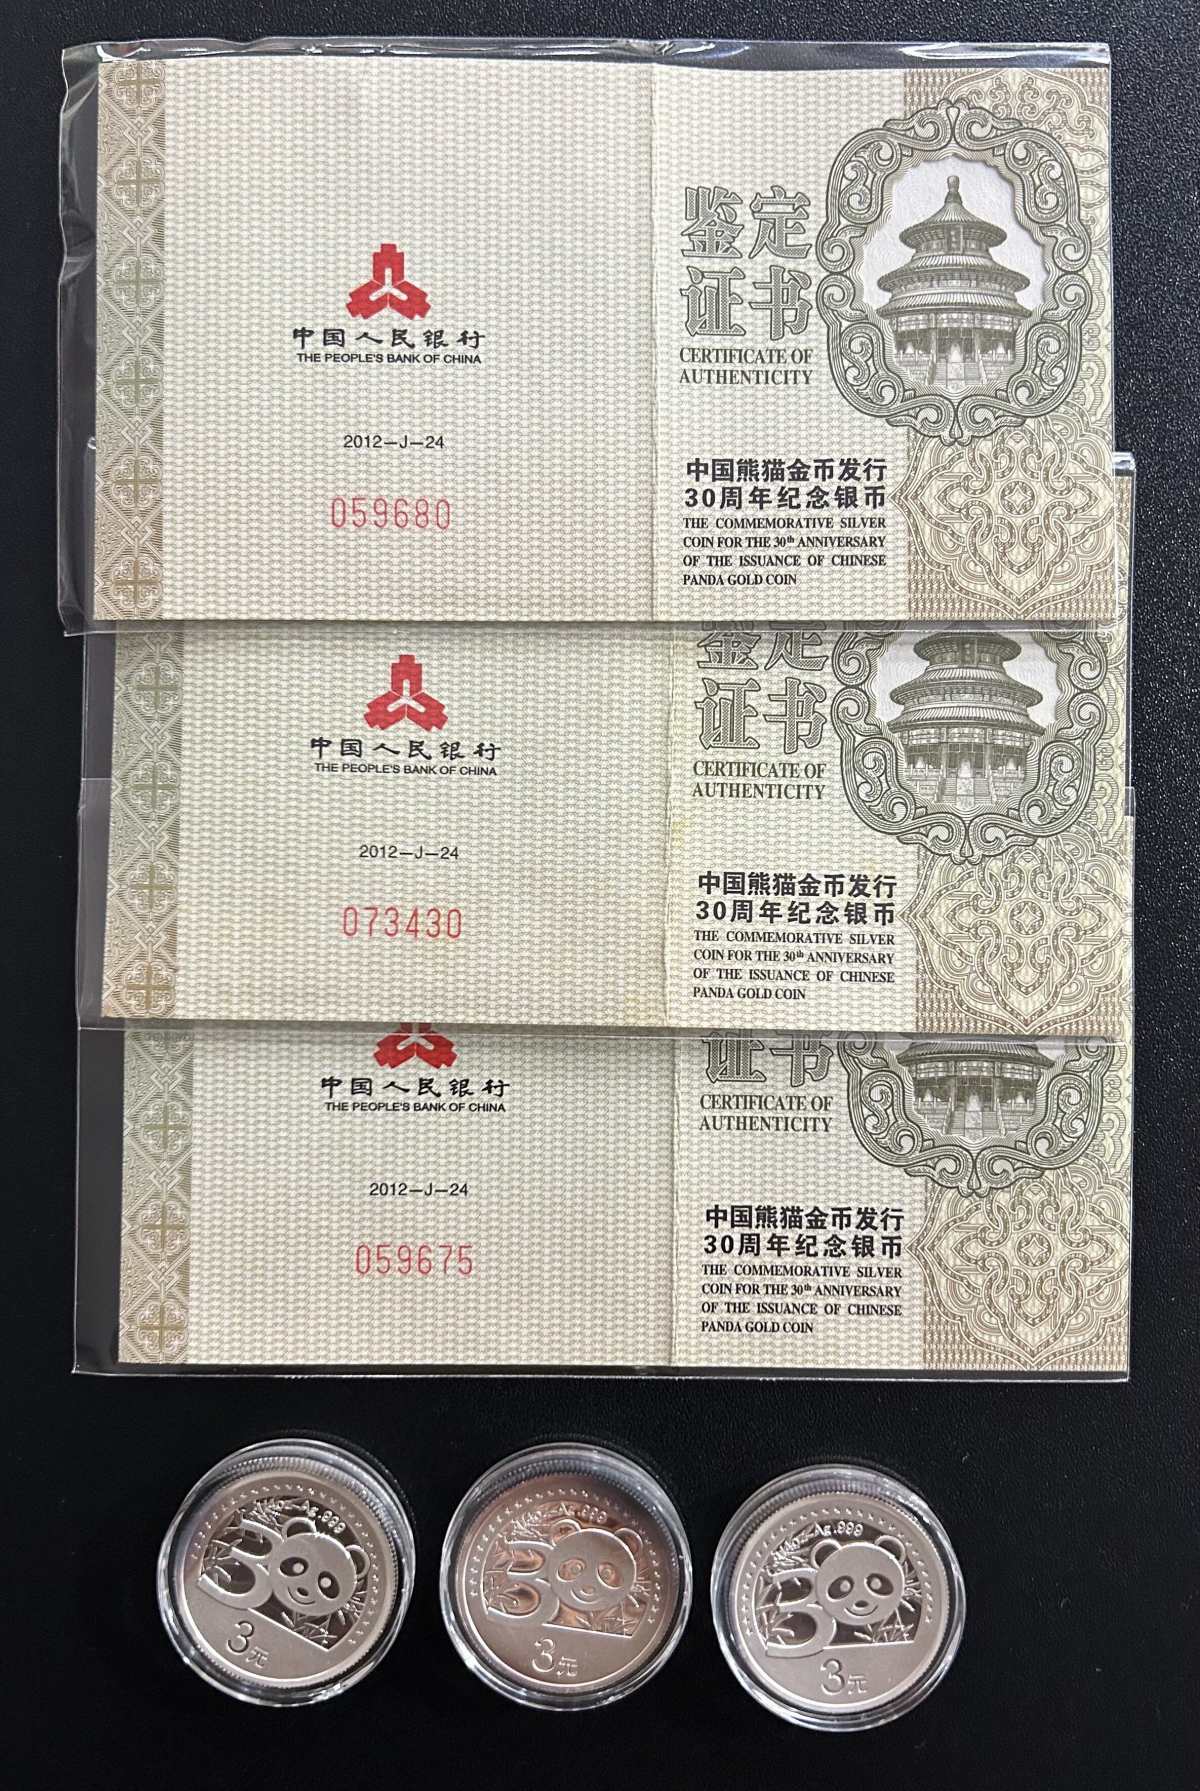 中国人民银行
THE PEOPLE'S BANK OF CHINA
2012—J—24
059680
鉴定
证书
CERTIFICATE OF
AUTHENTICITY
中国熊猫金币发行
30周年纪念银币
THE COMMEMORATIVE SILVER
COIN FOR THE 30th ANNIVERSARY
OF THE ISSUANCE OF CHINESE
PANDA GOLD COIN
中国人民银行
THE PEOPLE'S BANK OF CHINA
2012—J—24
073430
鉴定
证书
CERTIFICATE OF
AUTHENTICITY
中国熊猫金币发行
30周年纪念银币
THE COMMEMORATIVE SILVER
COIN FOR THE 30th ANNIVERSARY
OF THE ISSUANCE OF CHINESE
PANDA GOLD COIN
中国人民银行
THE PEOPLE'S BANK OF CHINA
2012—J—24
059675
证书
CERTIFICATE OF
AUTHENTICITY
中国熊猫金币发行
30周年纪念银币
THE COMMEMORATIVE SILVER
COIN FOR THE 30th ANNIVERSARY
OF THE ISSUANCE OF CHINESE
PANDA GOLD COIN
1/4oz Ag.999
3元
1/4oz Ag.999
3元
1/4oz Ag.999
3元